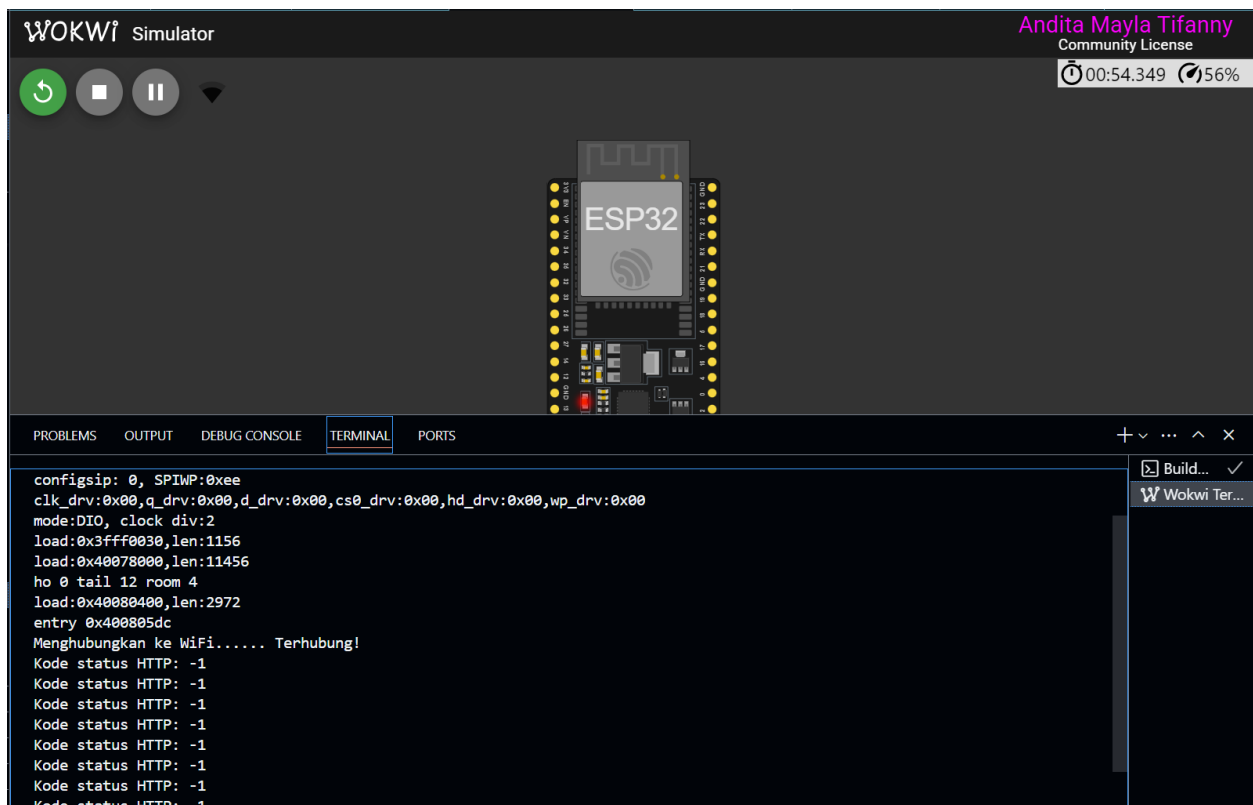 WOKWi Simulator
Andita Mayla Tifanny
Community License
00:54.349 56%
ESP32
PROBLEMS OUTPUT DEBUG CONSOLE TERMINAL PORTS
configsip: 0, SPIWP:0xee
clk_drv:0x00,q_drv:0x00,d_drv:0x00,cs0_drv:0x00,hd_drv:0x00,wp_drv:0x00
mode:DIO, clock div:2
load:0x3fff0030,len:1156
load:0x40078000,len:11456
ho 0 tail 12 room 4
load:0x40080400,len:2972
entry 0x400805dc
Menghubungkan ke WiFi...... Terhubung!
Kode status HTTP: -1
Kode status HTTP: -1
Kode status HTTP: -1
Kode status HTTP: -1
Kode status HTTP: -1
Kode status HTTP: -1
Kode status HTTP: -1
Kode status HTTP: -1
Build...
Wokwi Ter...